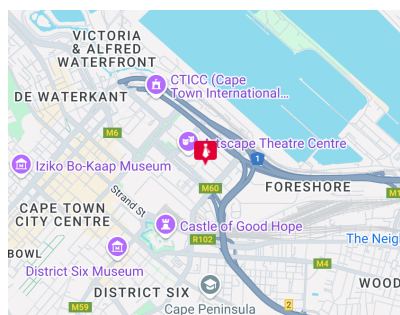 VICTORIA
& ALFRED
WATERFRONT
CTICC (Cape
Town International...
DE WATERKANT
M6
Artscape Theatre Centre
1
Iziko Bo-Kaap Museum
M60
FORESHORE
M1
Strand St
CAPE TOWN
CITY CENTRE
Castle of Good Hope
R102
The Neig
BOWL
M4
District Six Museum
WOOD
DISTRICT SIX
Cape Peninsula
2
M59